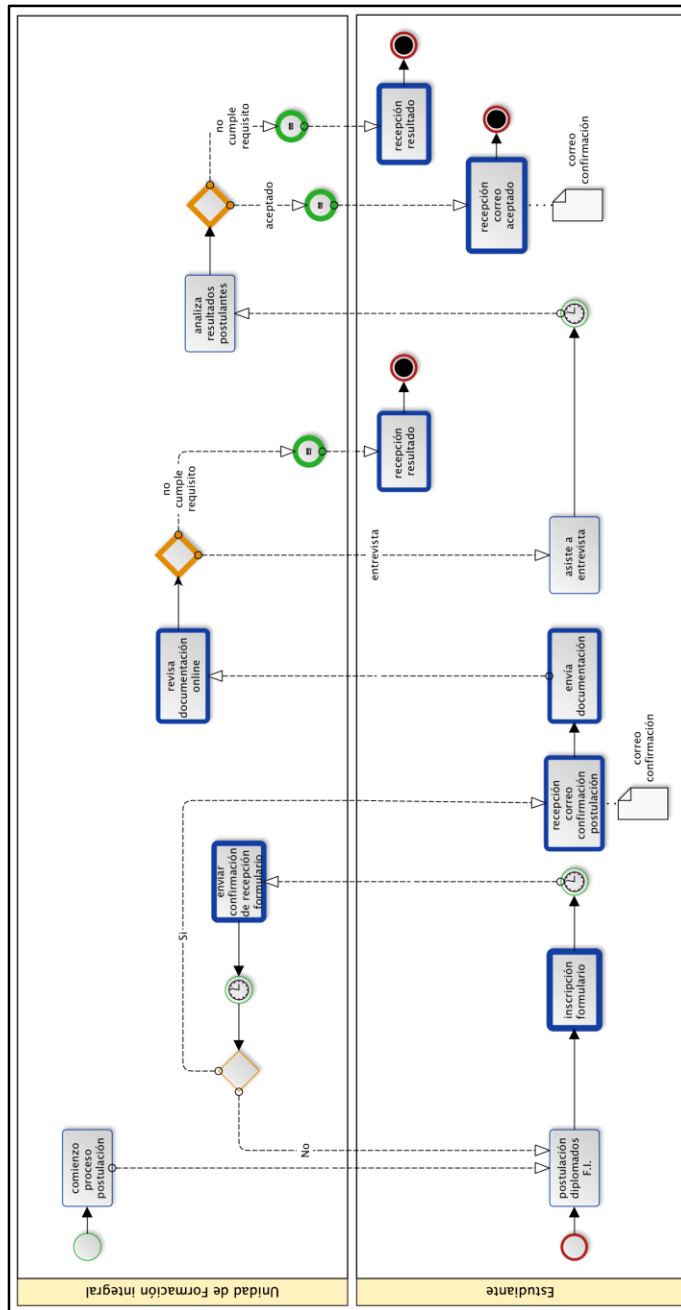 Unidad de Formación integral
Estudiante
comienzo
proceso
postulación
Si
No
enviar
confirmación
de recepción
formulario
revisa
documentación
online
no
cumple
requisito
entrevista
analiza
resultados
postulantes
no
cumple
requisito
aceptado
postulación
diplomados
F.I.
inscripción
formulario
recepción
correo
confirmación
postulación
correo
confirmación
envía
documentación
asiste a
entrevista
recepción
resultado
recepción
correo
aceptado
correo
confirmación
recepción
resultado